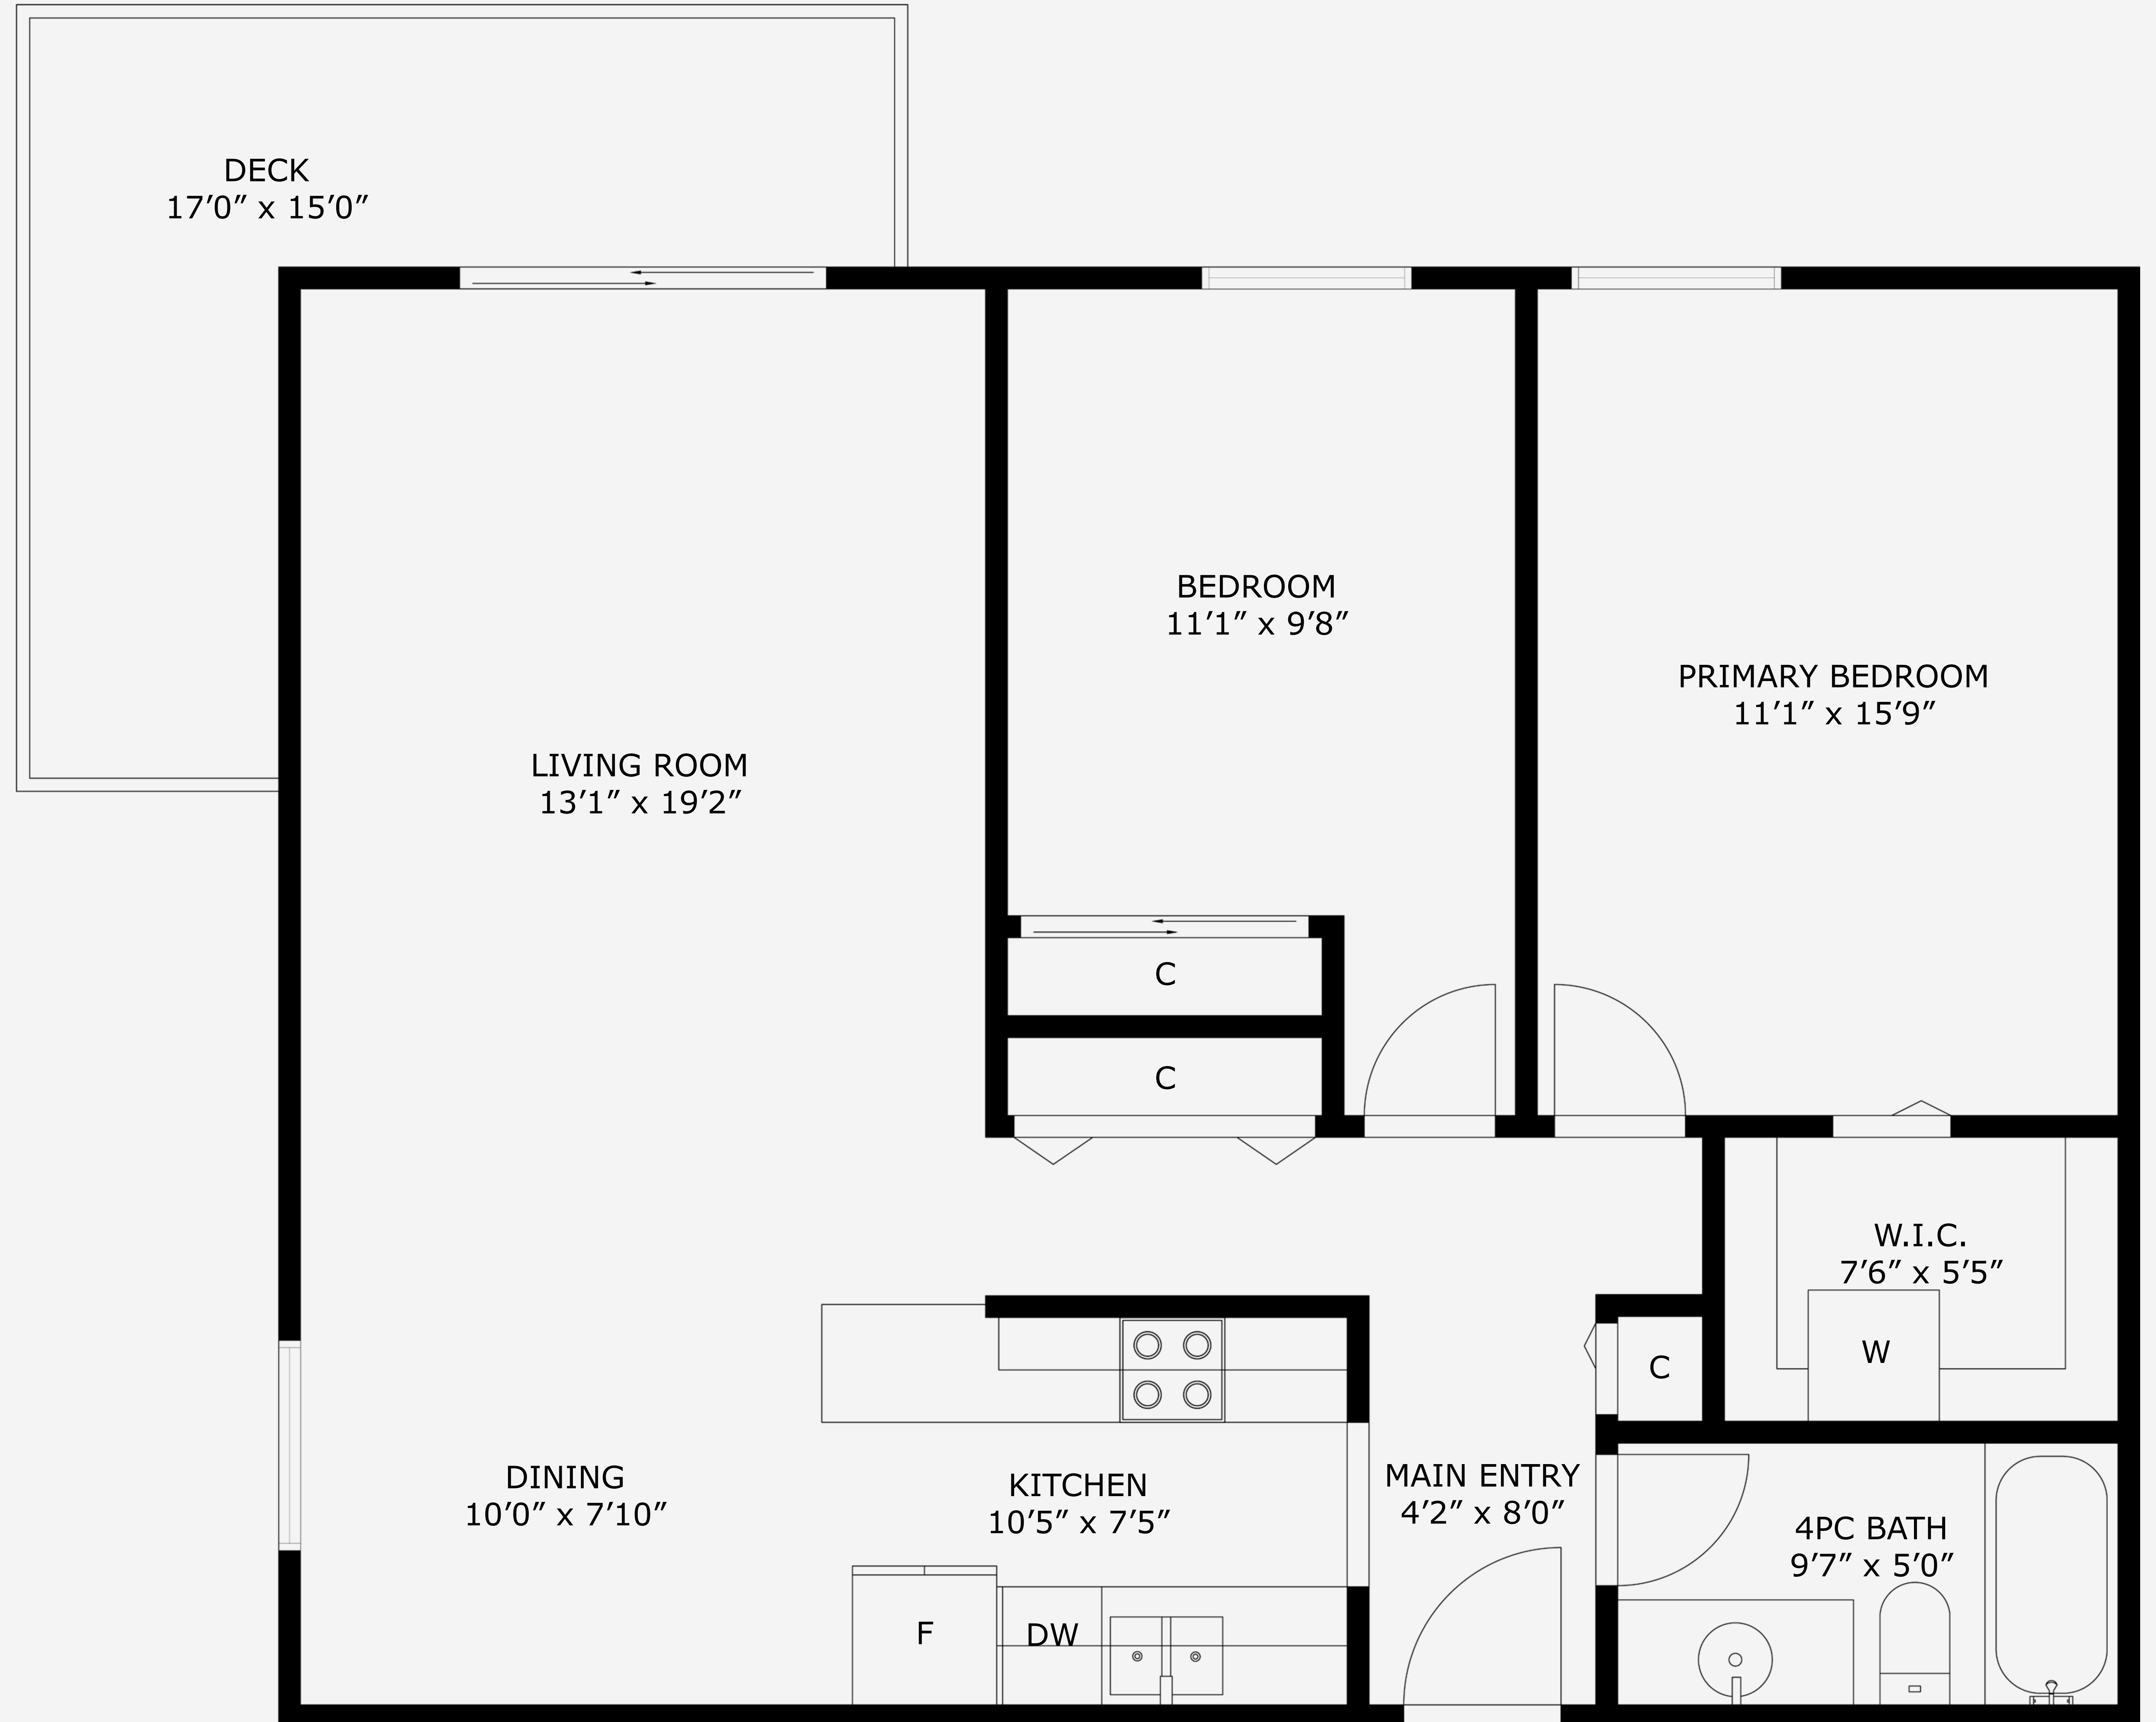 DECK
17′0″ x 15′0″
BEDROOM
11′1″ x 9′8″
PRIMARY BEDROOM
11′1″ x 15′9″
LIVING ROOM
13′1″ x 19′2″
C
C
W.I.C.
7′6″ x 5′5″
W
C
DINING
10′0″ x 7′10″
KITCHEN
10′5″ x 7′5″
MAIN ENTRY
4′2″ x 8′0″
4PC BATH
9′7″ x 5′0″
F
DW